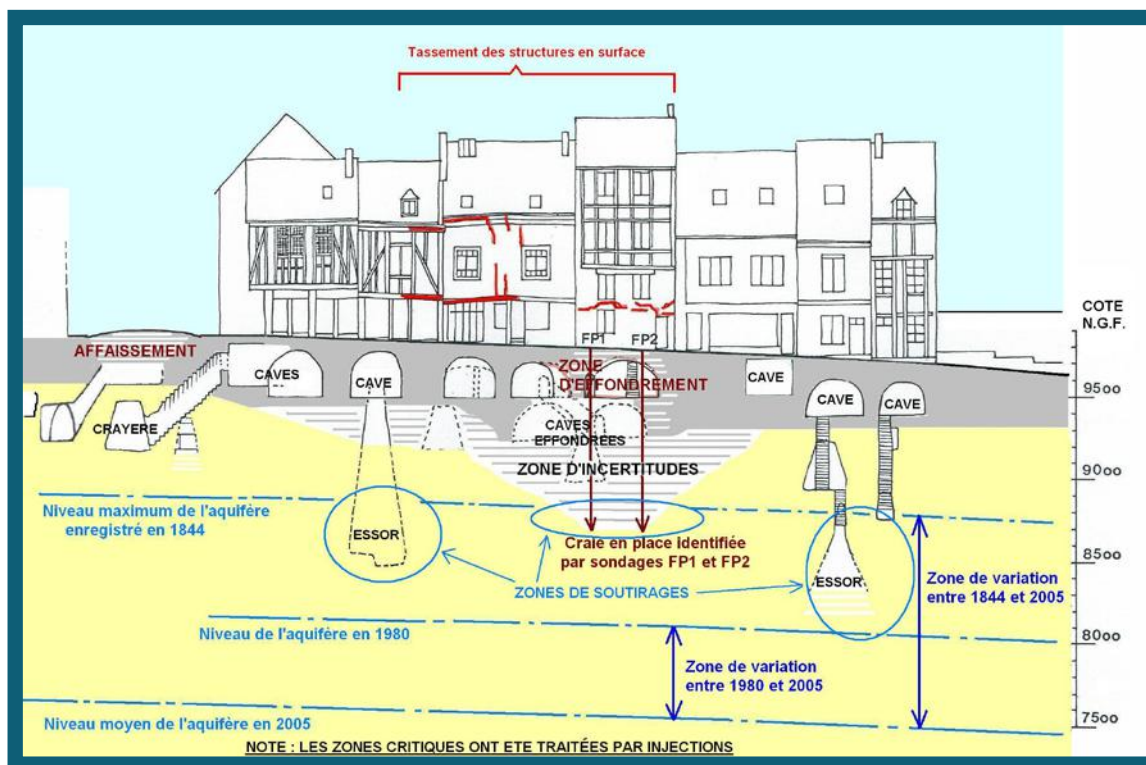 Tassement des structures en surface
COTE
N.G.F.
FP1
FP2
AFFAISSEMENT
CAVES
CAVE
ZONE
D'EFFONDREMENT
CAVE
CAVE
CAVE
95oo
CRAYERE
CAVES
EFFONDRÉES
ZONE D'INCERTITUDES
90oo
Niveau maximum de l'aquifère
enregistré en 1844
ESSOR
Craie en place identifiée
par sondages FP1 et FP2
85oo
ZONES DE SOUTIRAGES
ESSOR
Zone de variation
entre 1844 et 2005
Niveau de l'aquifère en 1980
80oo
Zone de variation
entre 1980 et 2005
Niveau moyen de l'aquifère en 2005
75oo
NOTE : LES ZONES CRITIQUES ONT ETE TRAITÉES PAR INJECTIONS